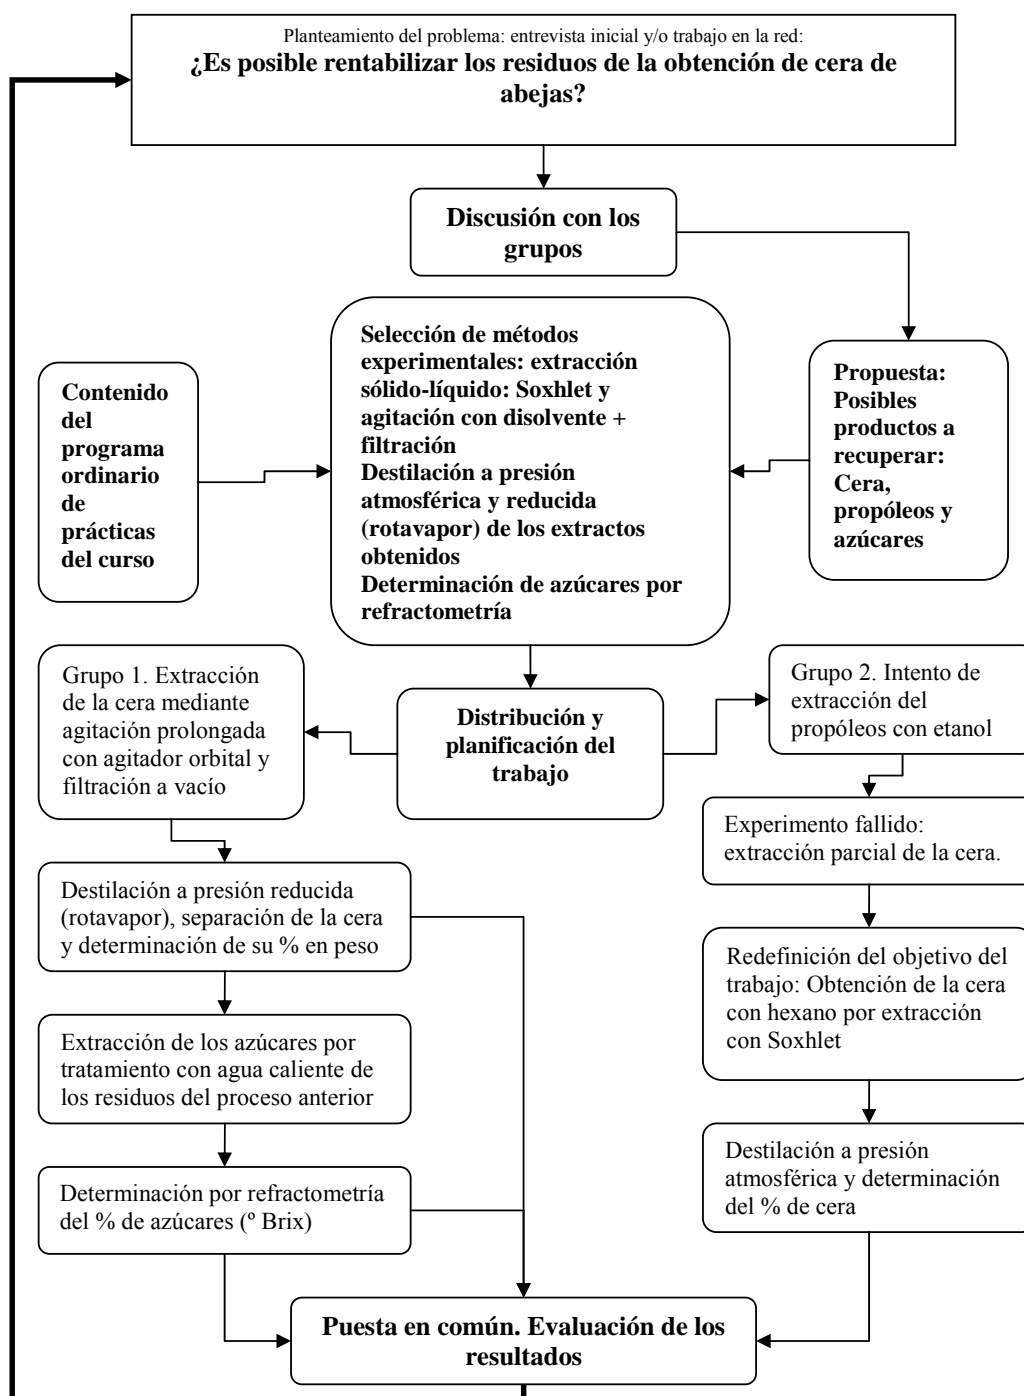 Planteamiento del problema: entrevista inicial y/o trabajo en la red:
¿Es posible rentabilizar los residuos de la obtención de cera de
abejas?
Discusión con los
grupos
Selección de métodos
experimentales: extracción
sólido-líquido: Soxhlet y
agitación con disolvente +
filtración
Destilación a presión
atmosférica y reducida
(rotavapor) de los extractos
obtenidos
Determinación de azúcares por
refractometría
Contenido
del
programa
ordinario
de
prácticas
del curso
Propuesta:
Posibles
productos a
recuperar:
Cera,
propóleos y
azúcares
Grupo 1. Extracción
de la cera mediante
agitación prolongada
con agitador orbital y
filtración a vacío
Distribución y
planificación del
trabajo
Grupo 2. Intento de
extracción del
propóleos con etanol
Experimento fallido:
extracción parcial de la cera.
Destilación a presión reducida
(rotavapor), separación de la cera
y determinación de su % en peso
Redefinición del objetivo del
trabajo: Obtención de la cera
con hexano por extracción
con Soxhlet
Extracción de los azúcares por
tratamiento con agua caliente de
los residuos del proceso anterior
Destilación a presión
atmosférica y determinación
del % de cera
Determinación por refractometría
del % de azúcares (º Brix)
Puesta en común. Evaluación de los
resultados